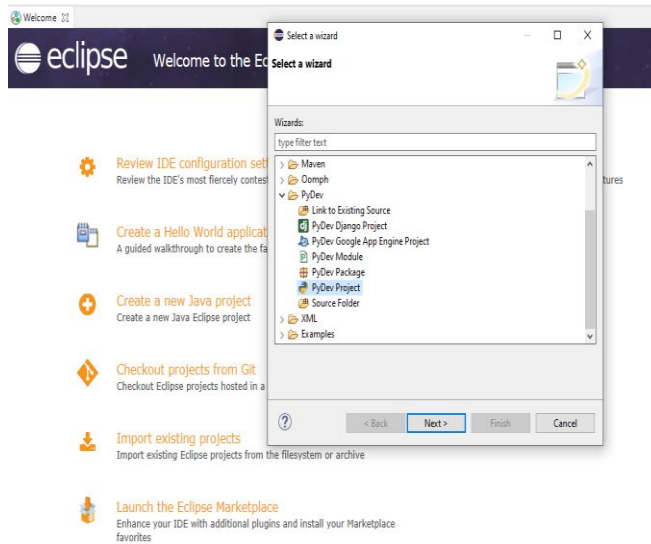 Welcome
eclipse Welcome to the Ec
Select a wizard
Select a wizard
Wizards:
type filter text
Maven
Oomph
PyDev
Link to Existing Source
PyDev Django Project
PyDev Google App Engine Project
PyDev Module
PyDev Package
PyDev Project
Source Folder
XML
Examples
< Back Next > Finish Cancel
Review IDE configuration set
Review the IDE's most fiercely contes
tures
Create a Hello World applicat
A guided walkthrough to create the fa
Create a new Java project
Create a new Java Eclipse project
Checkout projects from Git
Checkout Eclipse projects hosted in a
Import existing projects
Import existing Eclipse projects from the filesystem or archive
Launch the Eclipse Marketplace
Enhance your IDE with additional plugins and install your Marketplace
favorites